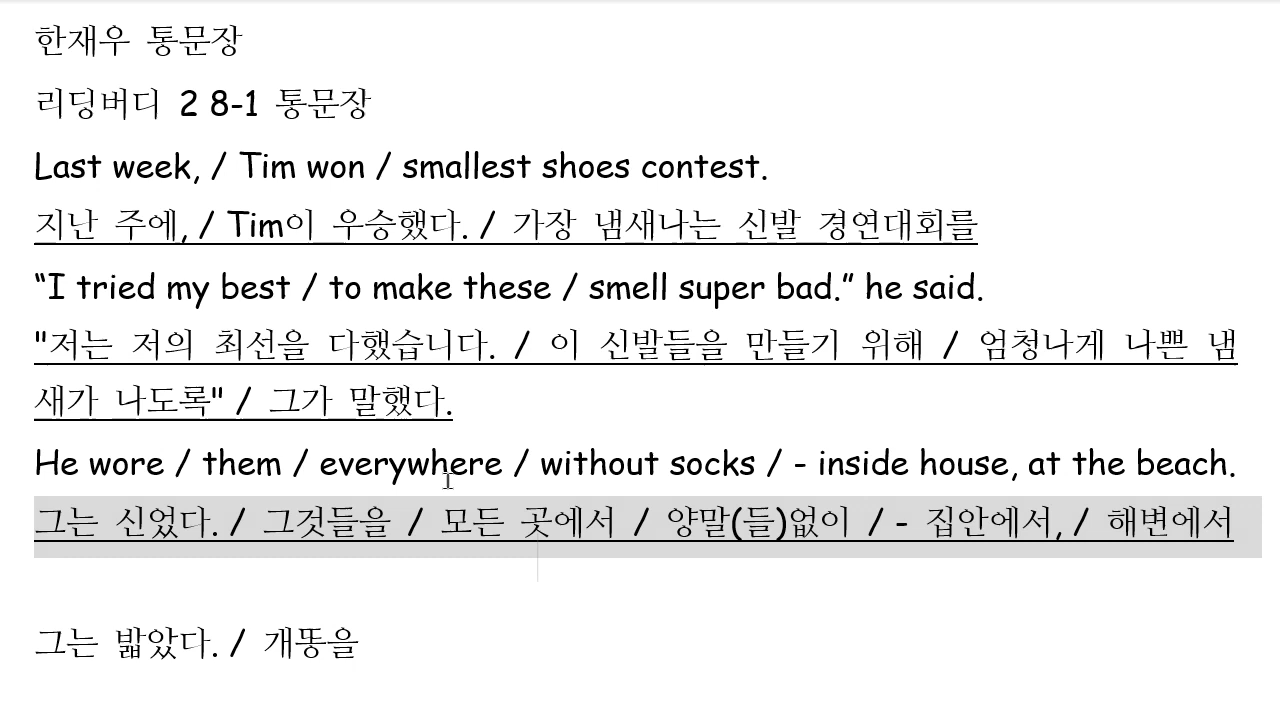 한재우 통문장
리딩버디 2 8-1 통문장
Last week, / Tim won / smallest shoes contest.
지난 주에, / Tim이 우승했다. / 가장 냄새나는 신발 경연대회를
“I tried my best / to make these / smell super bad.” he said.
"저는 저의 최선을 다했습니다. / 이 신발들을 만들기 위해 / 엄청나게 나쁜 냄
새가 나도록" / 그가 말했다.
He wore / them / everywhere / without socks / - inside house, at the beach.
그는 신었다. / 그것들을 / 모든 곳에서 / 양말(들)없이 / - 집안에서, / 해변에서
그는 밟았다. / 개똥을